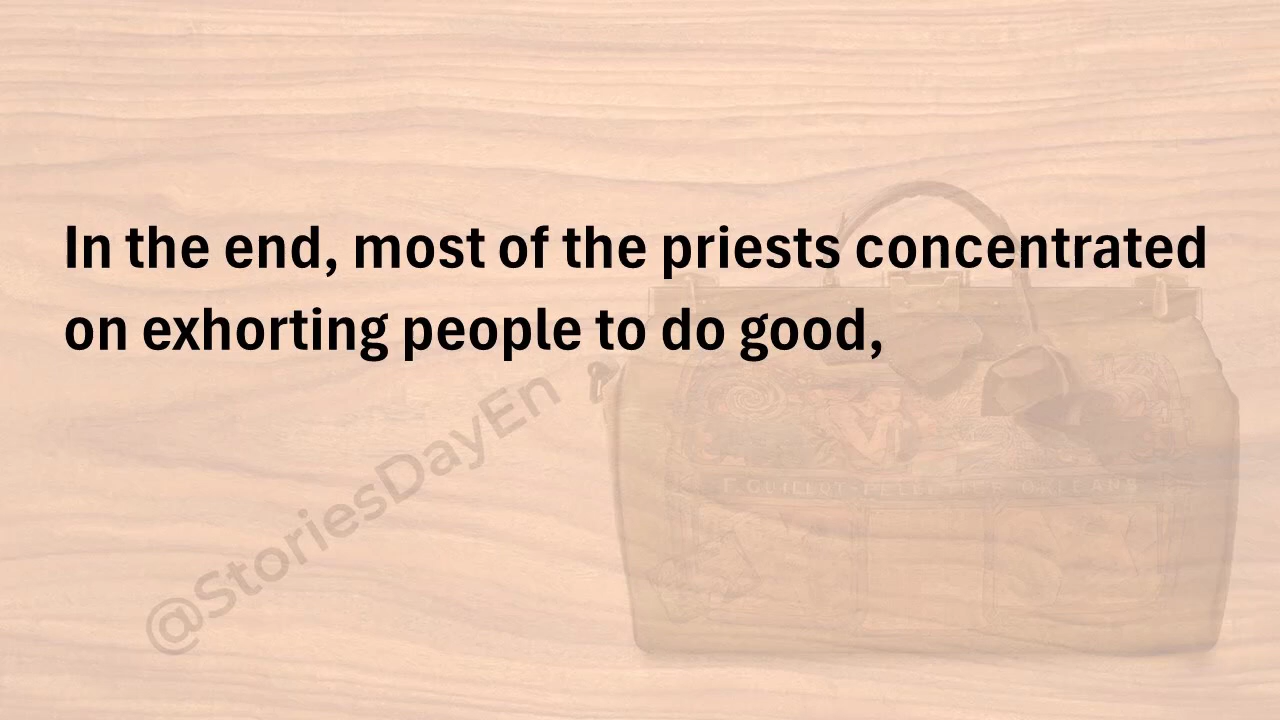 In the end, most of the priests concentrated
on exhorting people to do good,
@StoriesDayEn